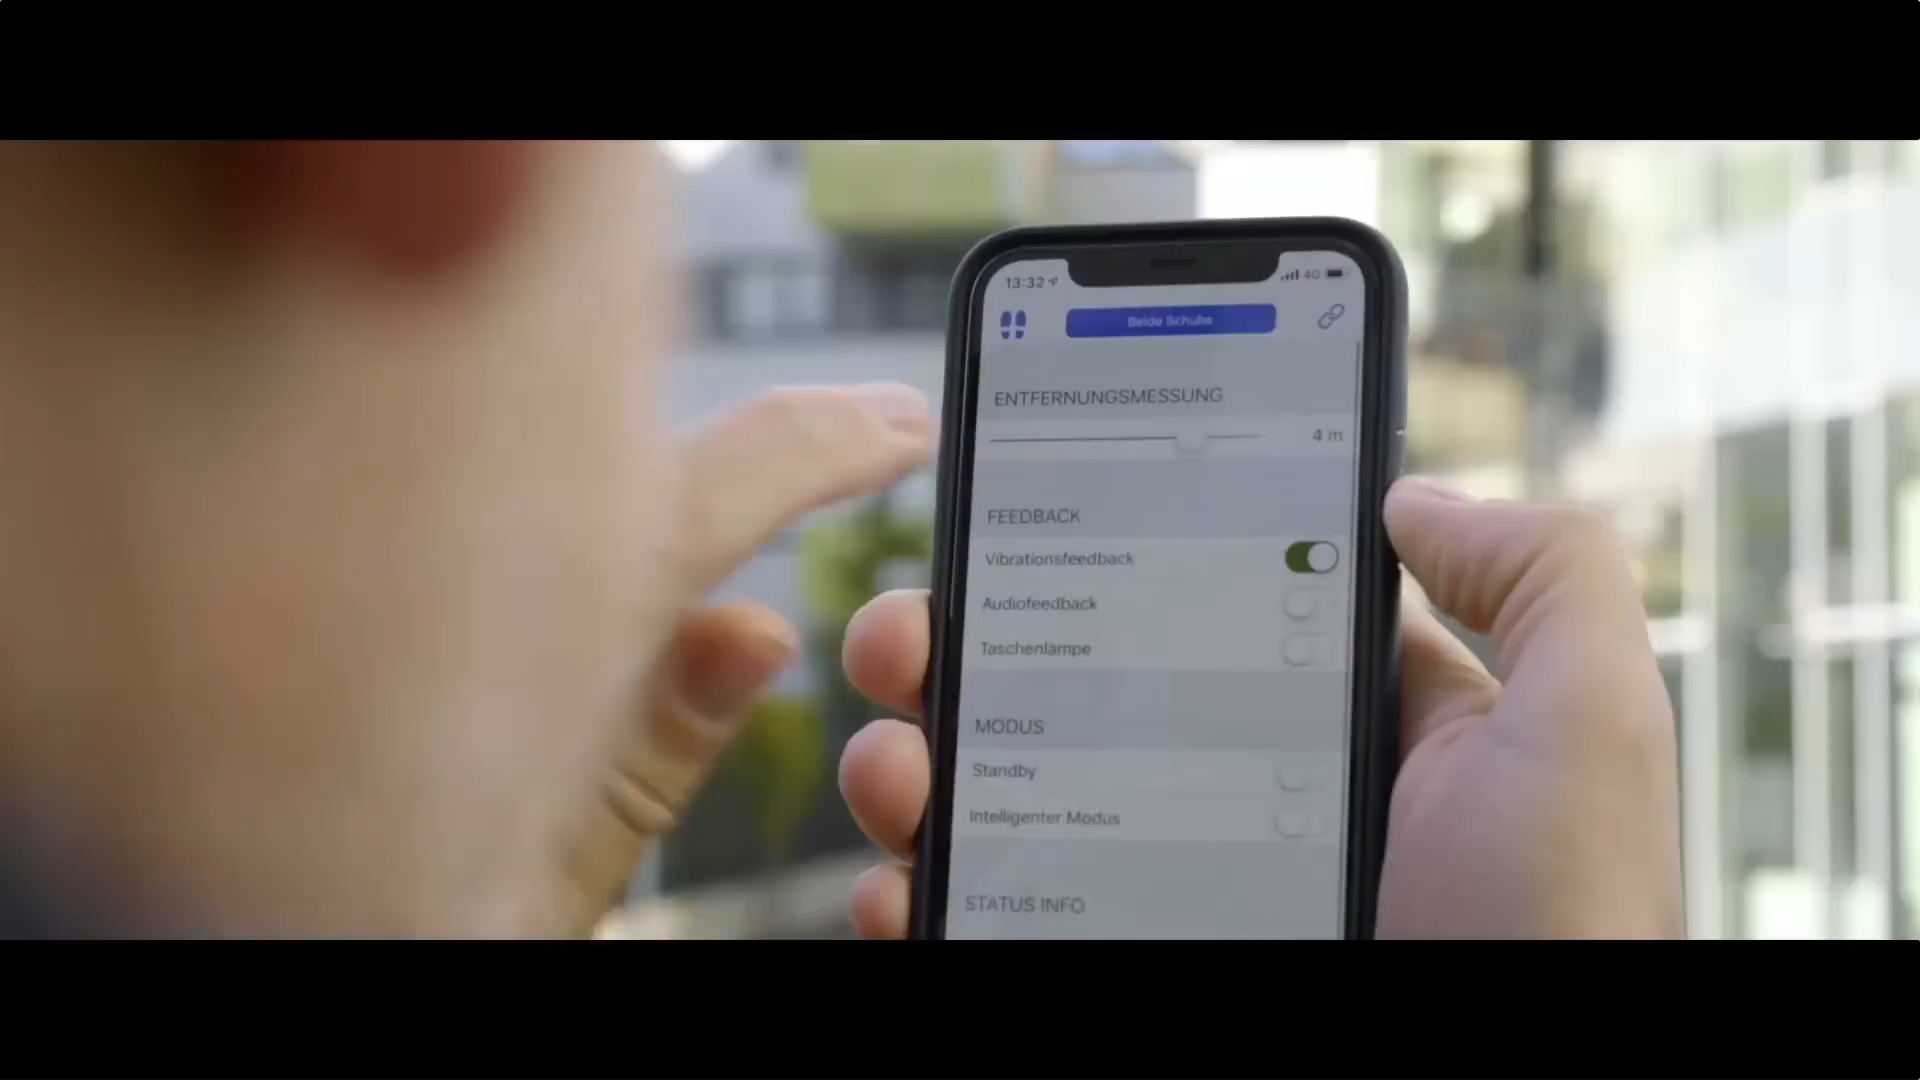 13:32
4G
Beide Schuhe
ENTFERNUNGSMESSUNG
4 m
FEEDBACK
Vibrationsfeedback
Audiofeedback
Taschenlampe
MODUS
Standby
Intelligenter Modus
STATUS INFO